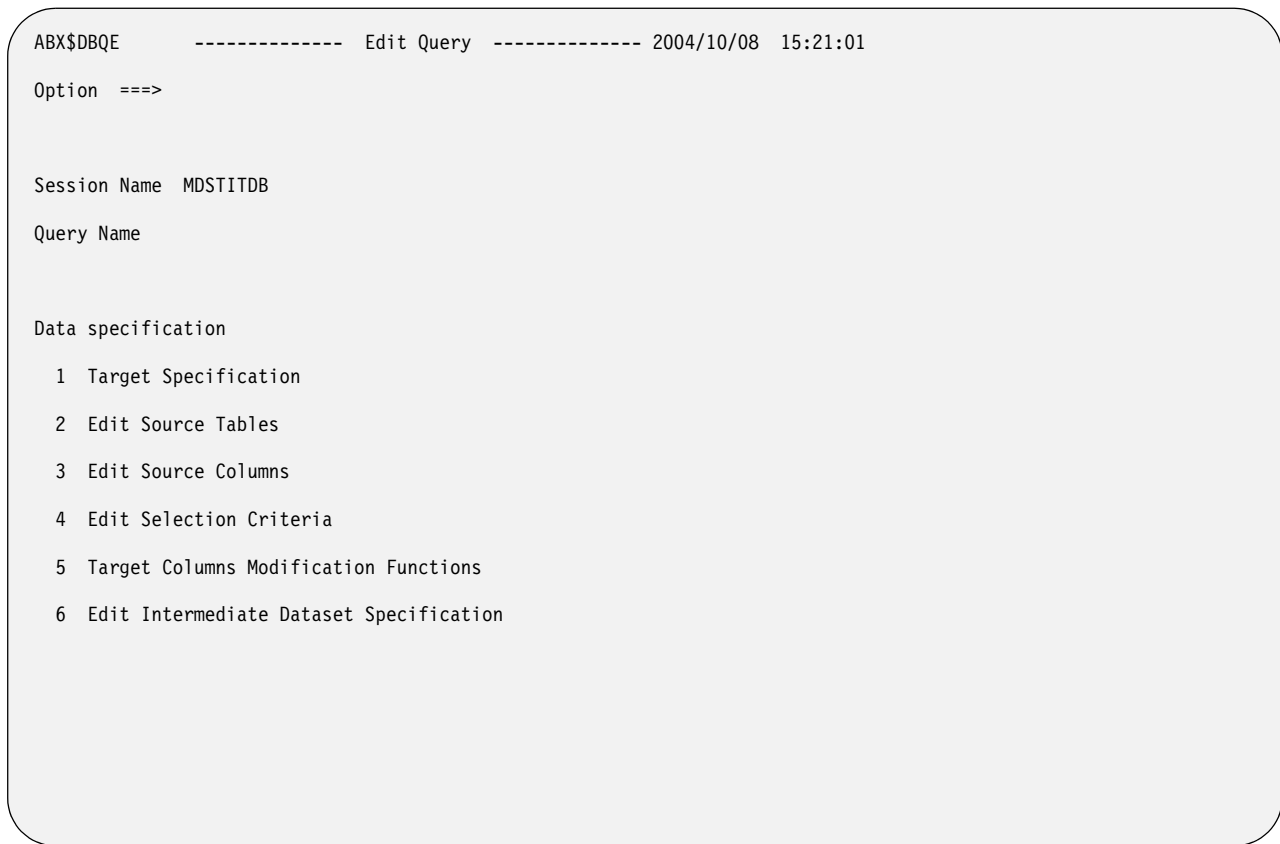 ABX$DBQE -------------- Edit Query -------------- 2004/10/08 15:21:01
Option ===>
Session Name MDSTITDB
Query Name
Data specification
1 Target Specification
2 Edit Source Tables
3 Edit Source Columns
4 Edit Selection Criteria
5 Target Columns Modification Functions
6 Edit Intermediate Dataset Specification